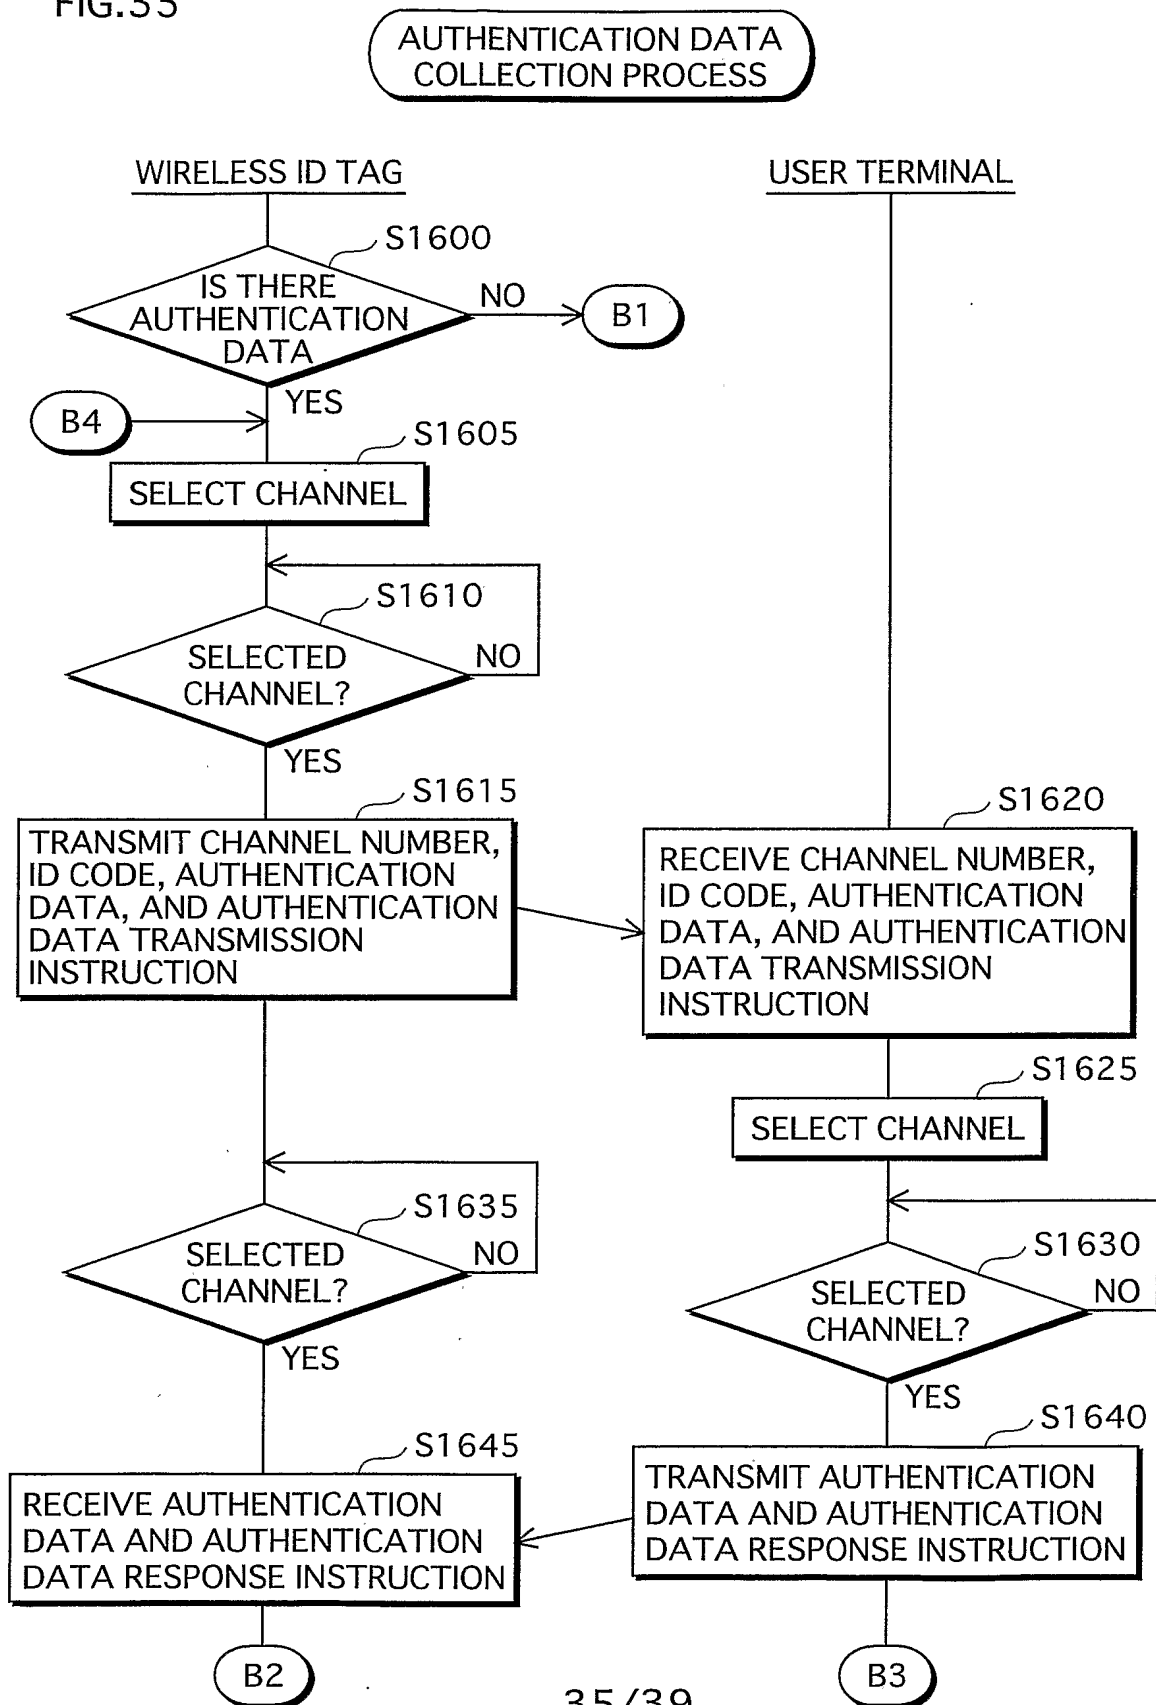 FIG.35
AUTHENTICATION DATA
COLLECTION PROCESS
WIRELESS ID TAG
USER TERMINAL
S1600
IS THERE
AUTHENTICATION
DATA
NO
B1
YES
B4
S1605
SELECT CHANNEL
S1610
SELECTED
CHANNEL?
NO
YES
S1615
TRANSMIT CHANNEL NUMBER,
ID CODE, AUTHENTICATION
DATA, AND AUTHENTICATION
DATA TRANSMISSION
INSTRUCTION
S1620
RECEIVE CHANNEL NUMBER,
ID CODE, AUTHENTICATION
DATA, AND AUTHENTICATION
DATA TRANSMISSION
INSTRUCTION
S1625
SELECT CHANNEL
S1635
SELECTED
CHANNEL?
NO
YES
S1630
SELECTED
CHANNEL?
NO
YES
S1640
TRANSMIT AUTHENTICATION
DATA AND AUTHENTICATION
DATA RESPONSE INSTRUCTION
S1645
RECEIVE AUTHENTICATION
DATA AND AUTHENTICATION
DATA RESPONSE INSTRUCTION
B2
B3
35/39